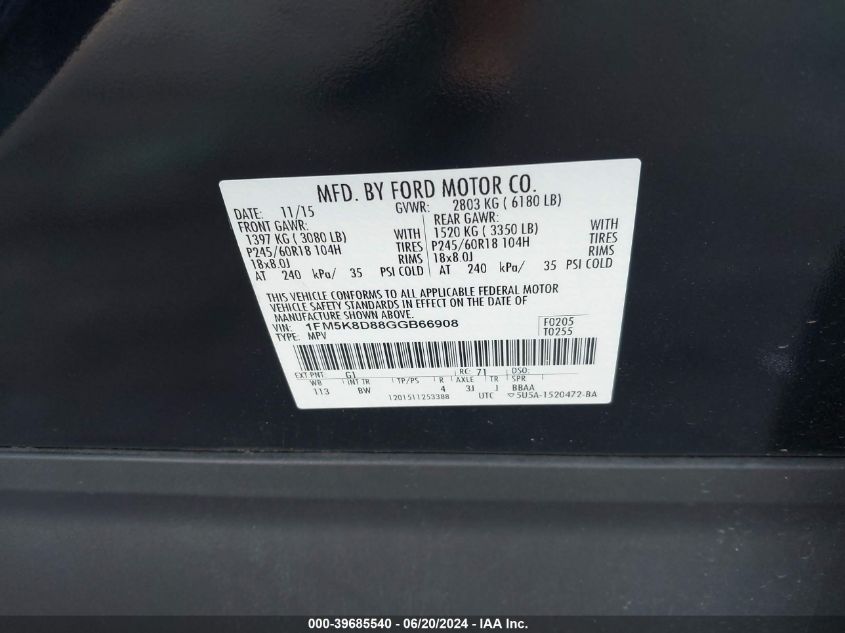 MFD. BY FORD MOTOR CO.
DATE: 11/15 GVWR: 2803 KG ( 6180 LB)
FRONT GAWR: REAR GAWR:
1397 KG ( 3080 LB) WITH 1520 KG ( 3350 LB) WITH
P245/60R18 104H TIRES P245/60R18 104H TIRES
18x8.0J RIMS 18x8.0J RIMS
AT 240 kPa/ 35 PSI COLD AT 240 kPa/ 35 PSI COLD
THIS VEHICLE CONFORMS TO ALL APPLICABLE FEDERAL MOTOR
VEHICLE SAFETY STANDARDS IN EFFECT ON THE DATE OF
MANUFACTURE SHOWN ABOVE.
VIN: 1FM5K8D88GGB66908 F0205
TYPE: MPV T0255
EXT PNT: G1 RC: 71 DSO:
WB INT TR TP/PS R AXLE TR SPR
113 BW 4 3J J BBAA
1201511253388 UTC ▽5U5A-1520472-BA
000-39685540 - 06/20/2024 - IAA Inc.